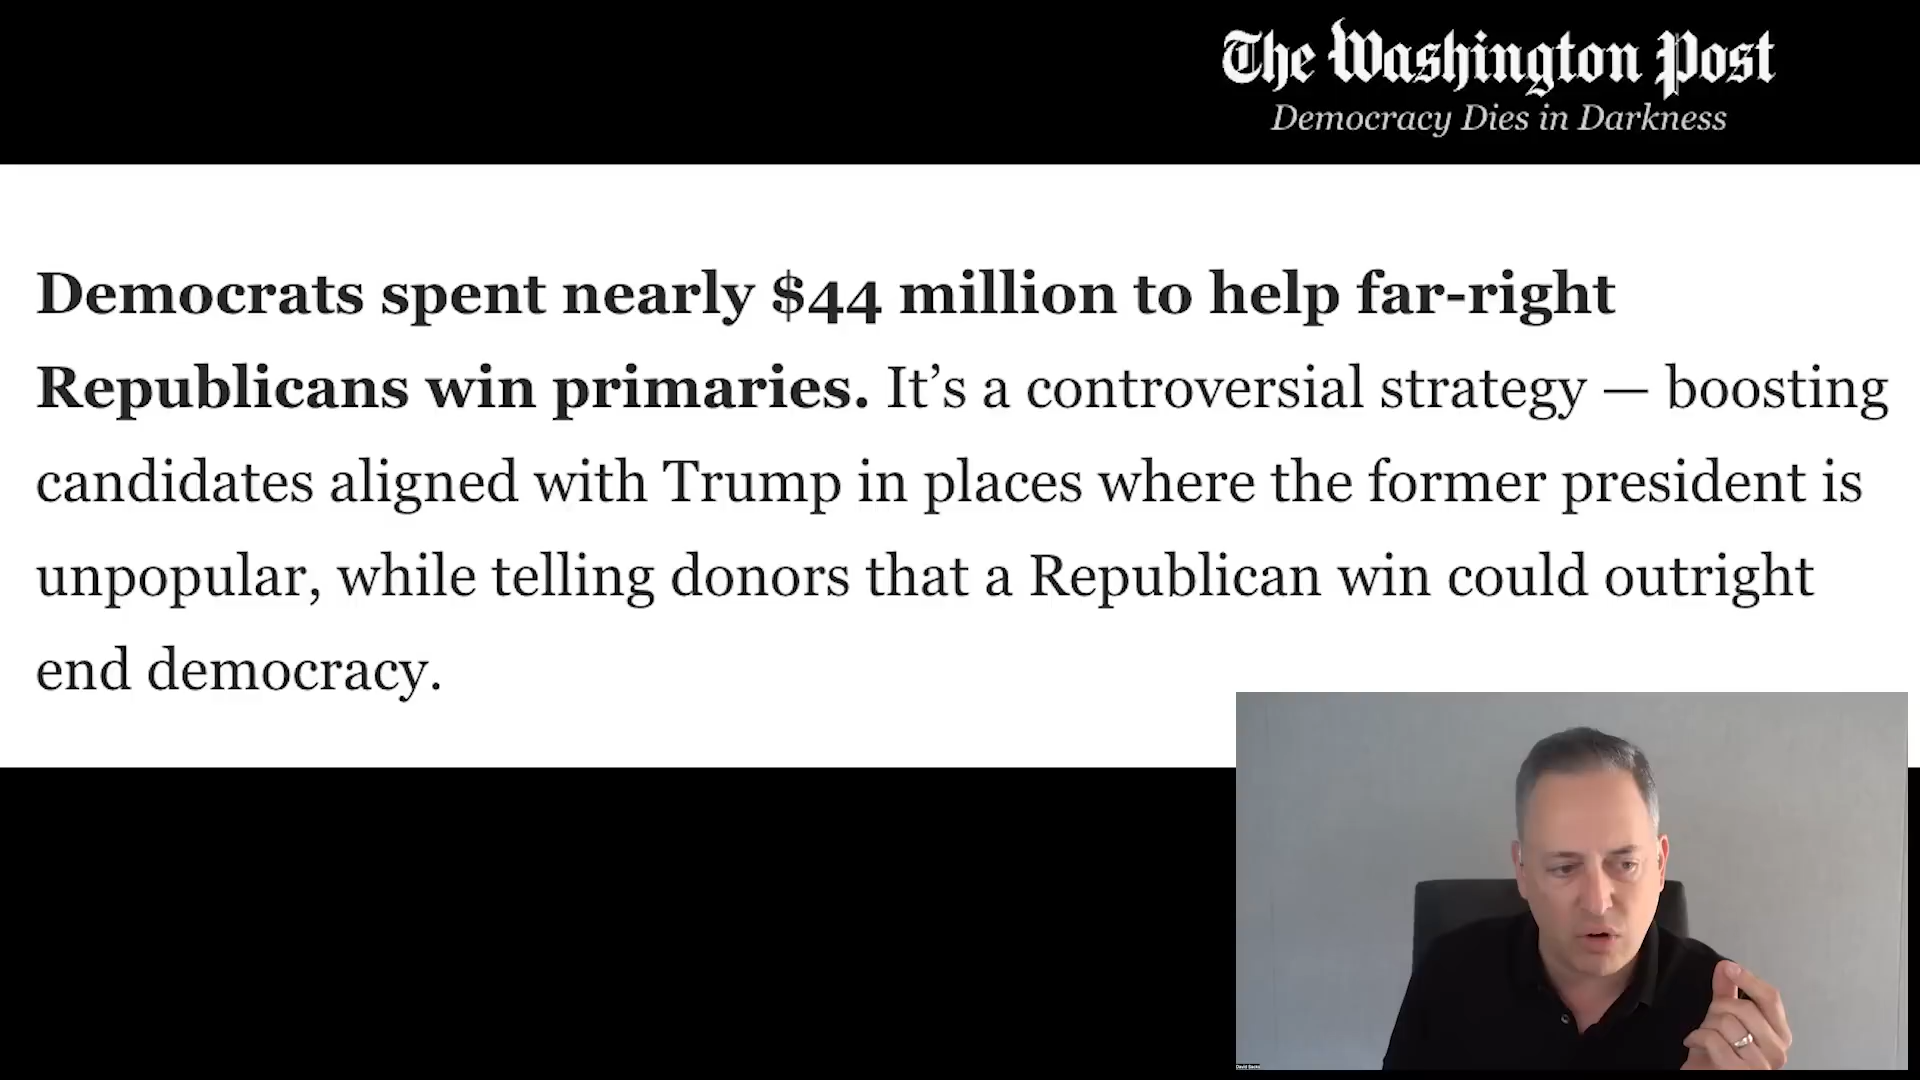 The Washington Post
Democracy Dies in Darkness
Democrats spent nearly $44 million to help far-right
Republicans win primaries. It’s a controversial strategy — boosting
candidates aligned with Trump in places where the former president is
unpopular, while telling donors that a Republican win could outright
end democracy.
David Sacks